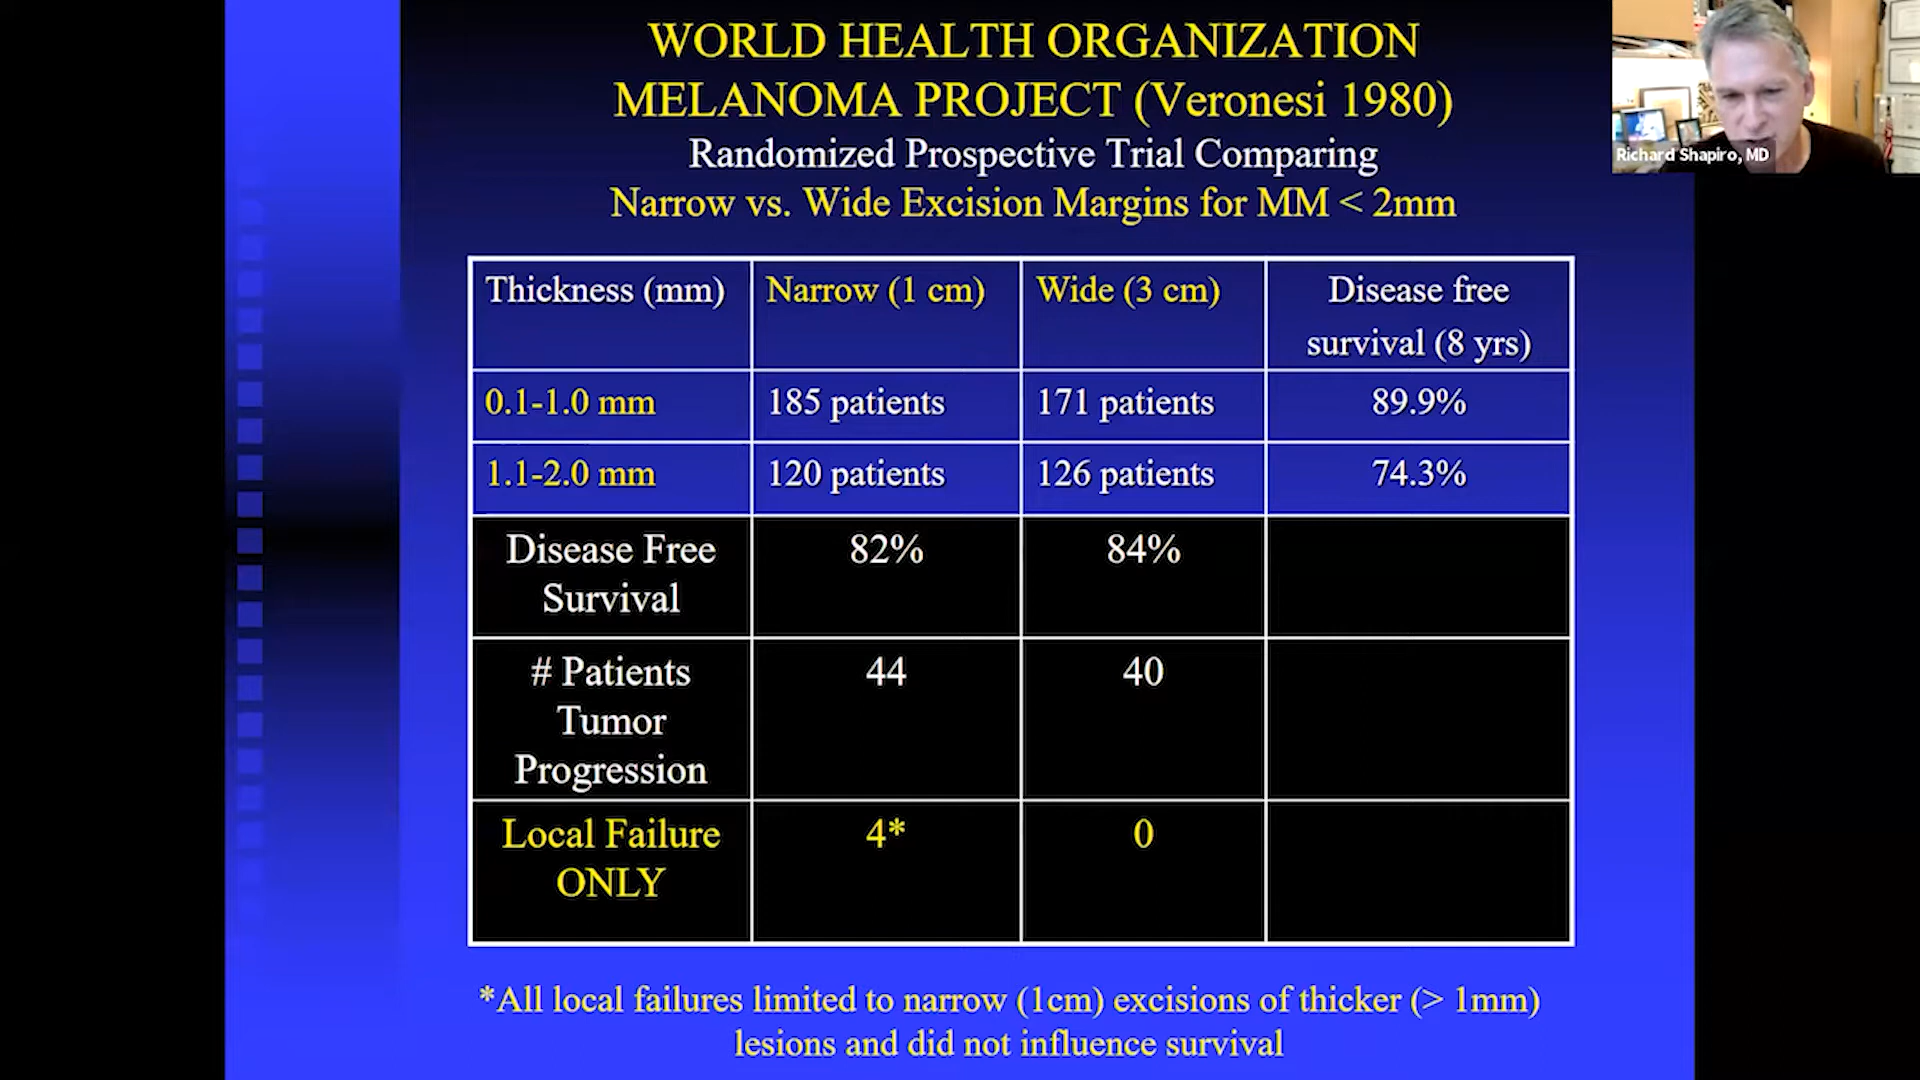 WORLD HEALTH ORGANIZATION
MELANOMA PROJECT (Veronesi 1980)
Randomized Prospective Trial Comparing
Narrow vs. Wide Excision Margins for MM < 2mm
Richard Shapiro, MD
Thickness (mm) Narrow (1 cm) Wide (3 cm) Disease free
survival (8 yrs)
0.1-1.0 mm 185 patients 171 patients 89.9%
1.1-2.0 mm 120 patients 126 patients 74.3%
Disease Free 82% 84%
Survival
# Patients 44 40
Tumor
Progression
Local Failure 4* 0
ONLY
*All local failures limited to narrow (1cm) excisions of thicker (> 1mm)
lesions and did not influence survival